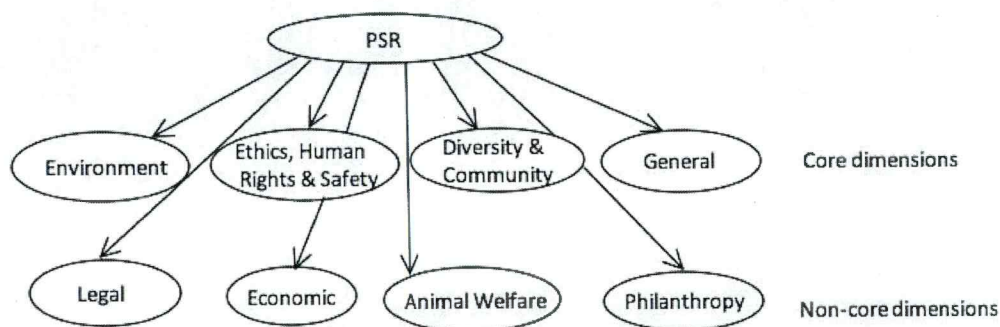 PSR
Environment
Ethics, Human
Rights & Safety
Diversity &
Community
General
Core dimensions
Legal
Economic
Animal Welfare
Philanthropy
Non-core dimensions